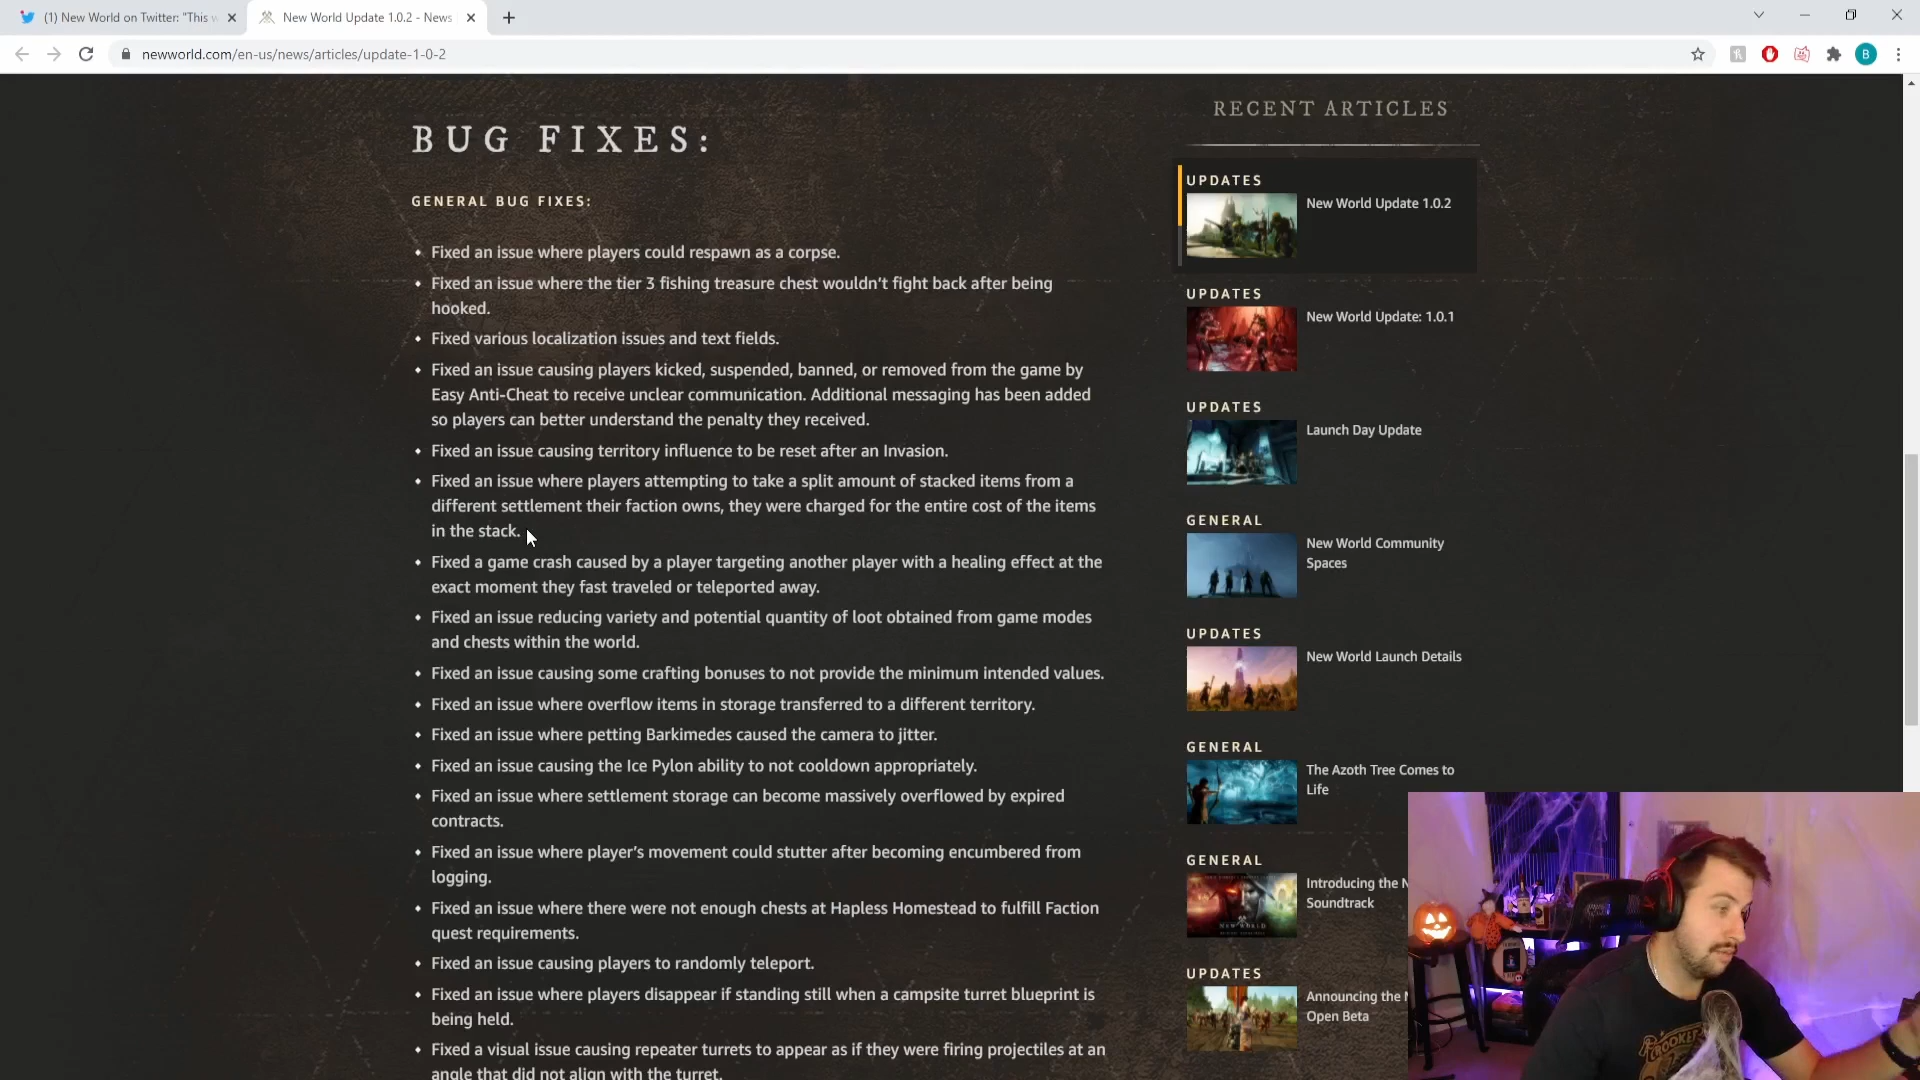 (1) New World on Twitter: "This w
New World Update 1.0.2 - News
newworld.com/en-us/news/articles/update-1-0-2
B
BUG FIXES:
GENERAL BUG FIXES:
Fixed an issue where players could respawn as a corpse.
Fixed an issue where the tier 3 fishing treasure chest wouldn't fight back after being
hooked.
Fixed various localization issues and text fields.
Fixed an issue causing players kicked, suspended, banned, or removed from the game by
Easy Anti-Cheat to receive unclear communication. Additional messaging has been added
so players can better understand the penalty they received.
Fixed an issue causing territory influence to be reset after an Invasion.
Fixed an issue where players attempting to take a split amount of stacked items from a
different settlement their faction owns, they were charged for the entire cost of the items
in the stack.
Fixed a game crash caused by a player targeting another player with a healing effect at the
exact moment they fast traveled or teleported away.
Fixed an issue reducing variety and potential quantity of loot obtained from game modes
and chests within the world.
Fixed an issue causing some crafting bonuses to not provide the minimum intended values.
Fixed an issue where overflow items in storage transferred to a different territory.
Fixed an issue where petting Barkimedes caused the camera to jitter.
Fixed an issue causing the Ice Pylon ability to not cooldown appropriately.
Fixed an issue where settlement storage can become massively overflowed by expired
contracts.
Fixed an issue where player's movement could stutter after becoming encumbered from
logging.
Fixed an issue where there were not enough chests at Hapless Homestead to fulfill Faction
quest requirements.
Fixed an issue causing players to randomly teleport.
Fixed an issue where players disappear if standing still when a campsite turret blueprint is
being held.
Fixed a visual issue causing repeater turrets to appear as if they were firing projectiles at an
angle that did not align with the turret.
RECENT ARTICLES
UPDATES
New World Update 1.0.2
UPDATES
New World Update: 1.0.1
UPDATES
Launch Day Update
GENERAL
New World Community
Spaces
UPDATES
New World Launch Details
GENERAL
The Azoth Tree Comes to
Life
GENERAL
Introducing the N
Soundtrack
NEW WORLD
UPDATES
Announcing the N
Open Beta